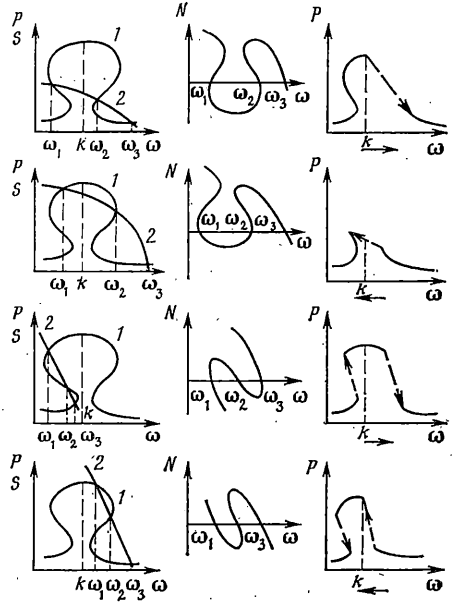 P N P
S 1
2
ω₁ k ω₂ ω₃ ω ω₁ ω₂ ω₃ ω k ω
P N P
S 1
2 ω₁ ω₂ ω₃
ω₁ k ω₂ ω₃ ω k ω
P N P
S 2 1
k
ω₁ ω₂ ω₃ ω ω₁ ω₂ ω₃ ω k ω
P 2 N P
S 1
k ω₁ ω₂ ω₃ ω ω₁ ω₃ ω k ω